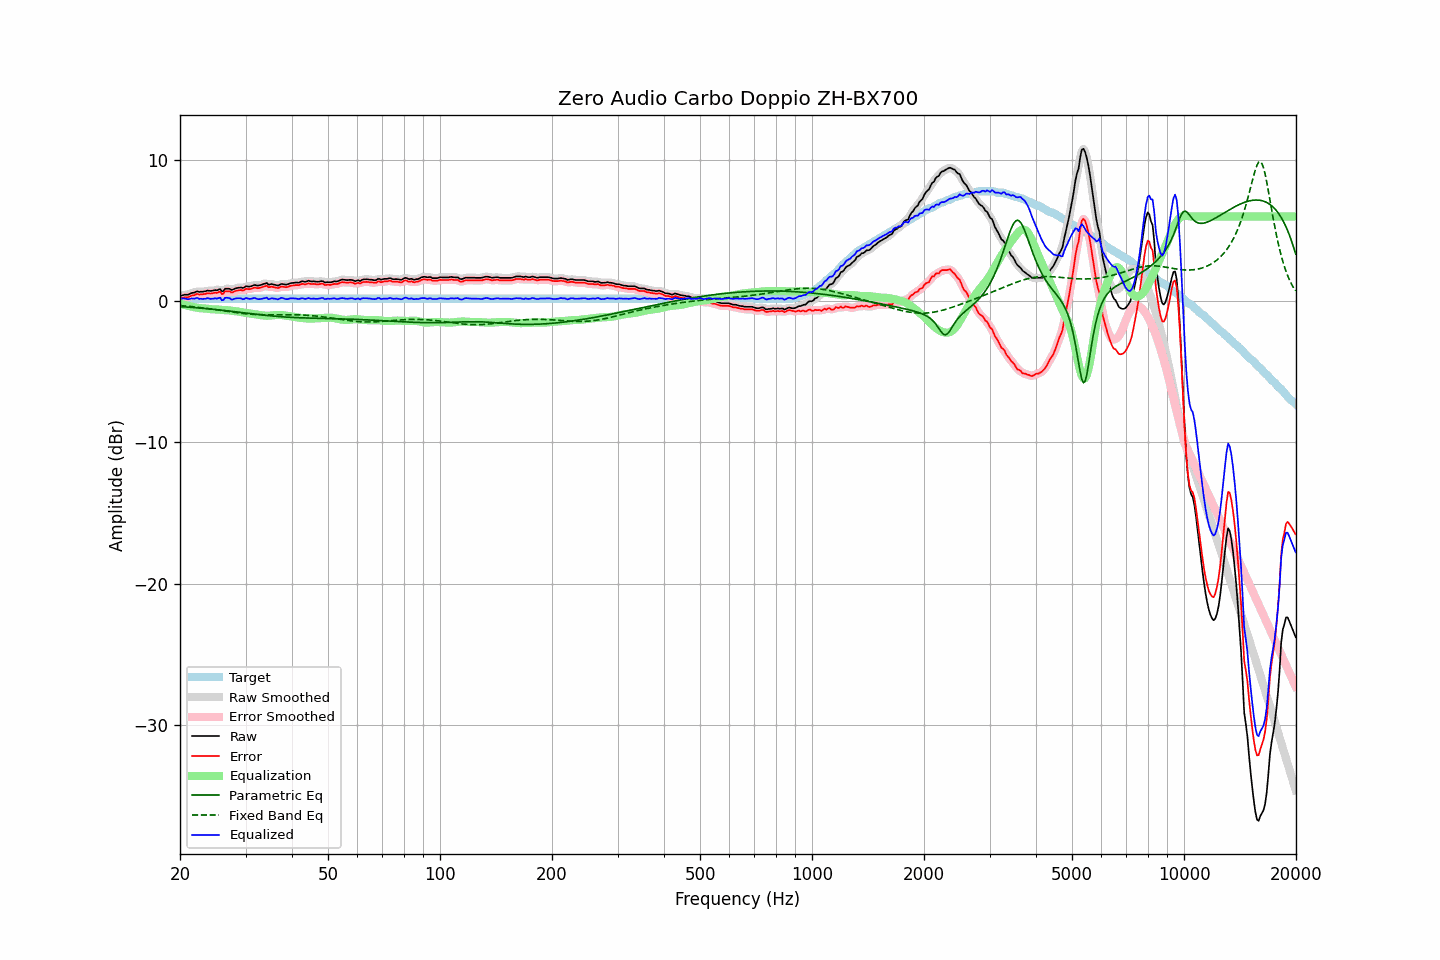 Zero Audio Carbo Doppio ZH-BX700
10
0
−10
−20
−30
Amplitude (dBr)
Target
Raw Smoothed
Error Smoothed
Raw
Error
Equalization
Parametric Eq
Fixed Band Eq
Equalized
20 50 100 200 500 1000 2000 5000 10000 20000
Frequency (Hz)